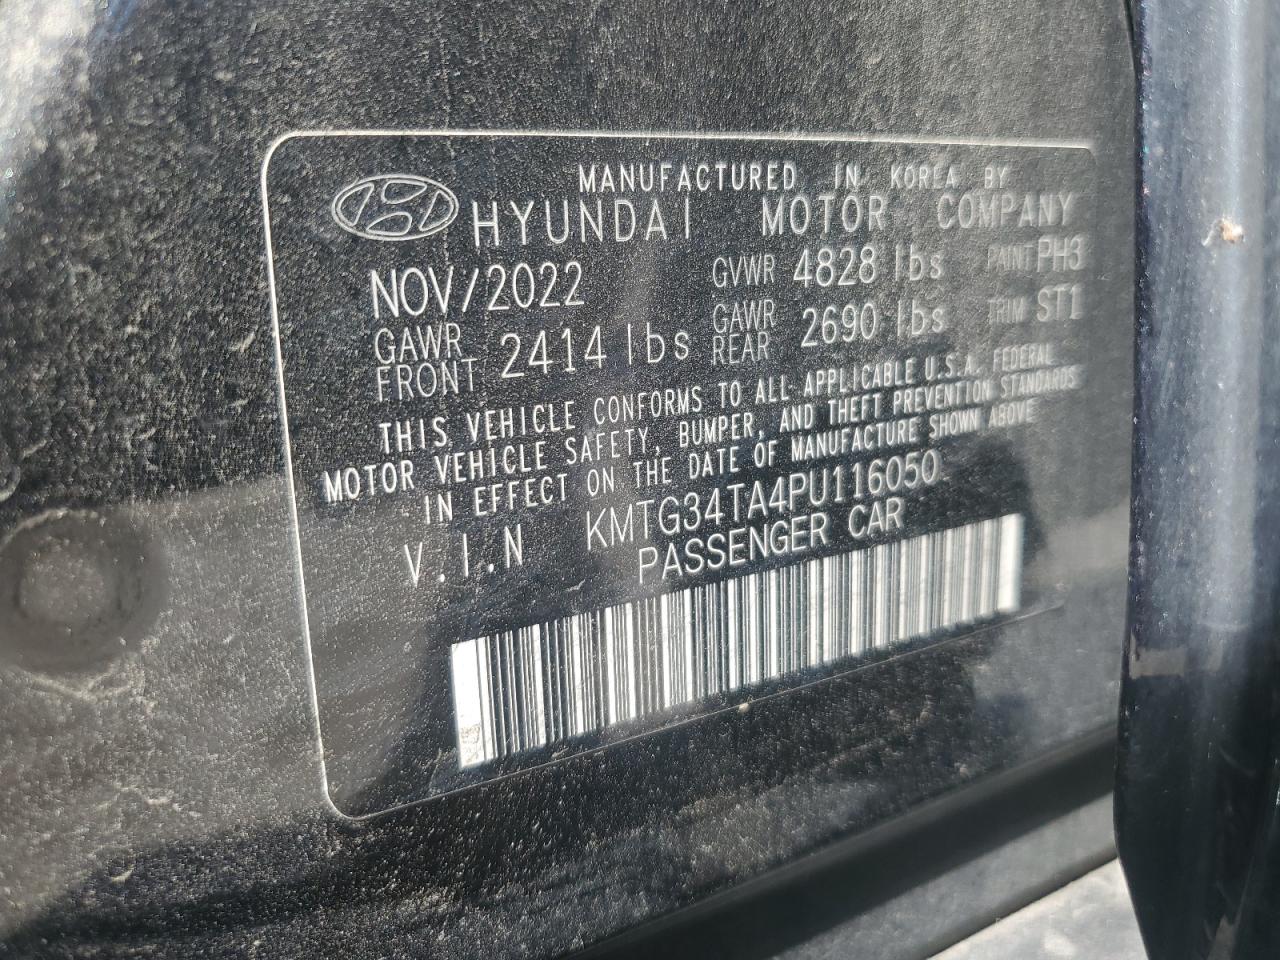 MANUFACTURED IN KOREA BY
HYUNDAI MOTOR COMPANY
NOV/2022 GVWR 4828 lbs PAINT PH3
GAWR FRONT 2414 lbs GAWR REAR 2690 lbs TRIM ST1
THIS VEHICLE CONFORMS TO ALL APPLICABLE U.S.A. FEDERAL
MOTOR VEHICLE SAFETY, BUMPER, AND THEFT PREVENTION STANDARDS
IN EFFECT ON THE DATE OF MANUFACTURE SHOWN ABOVE
V.I.N KMTG34TA4PU116050
PASSENGER CAR